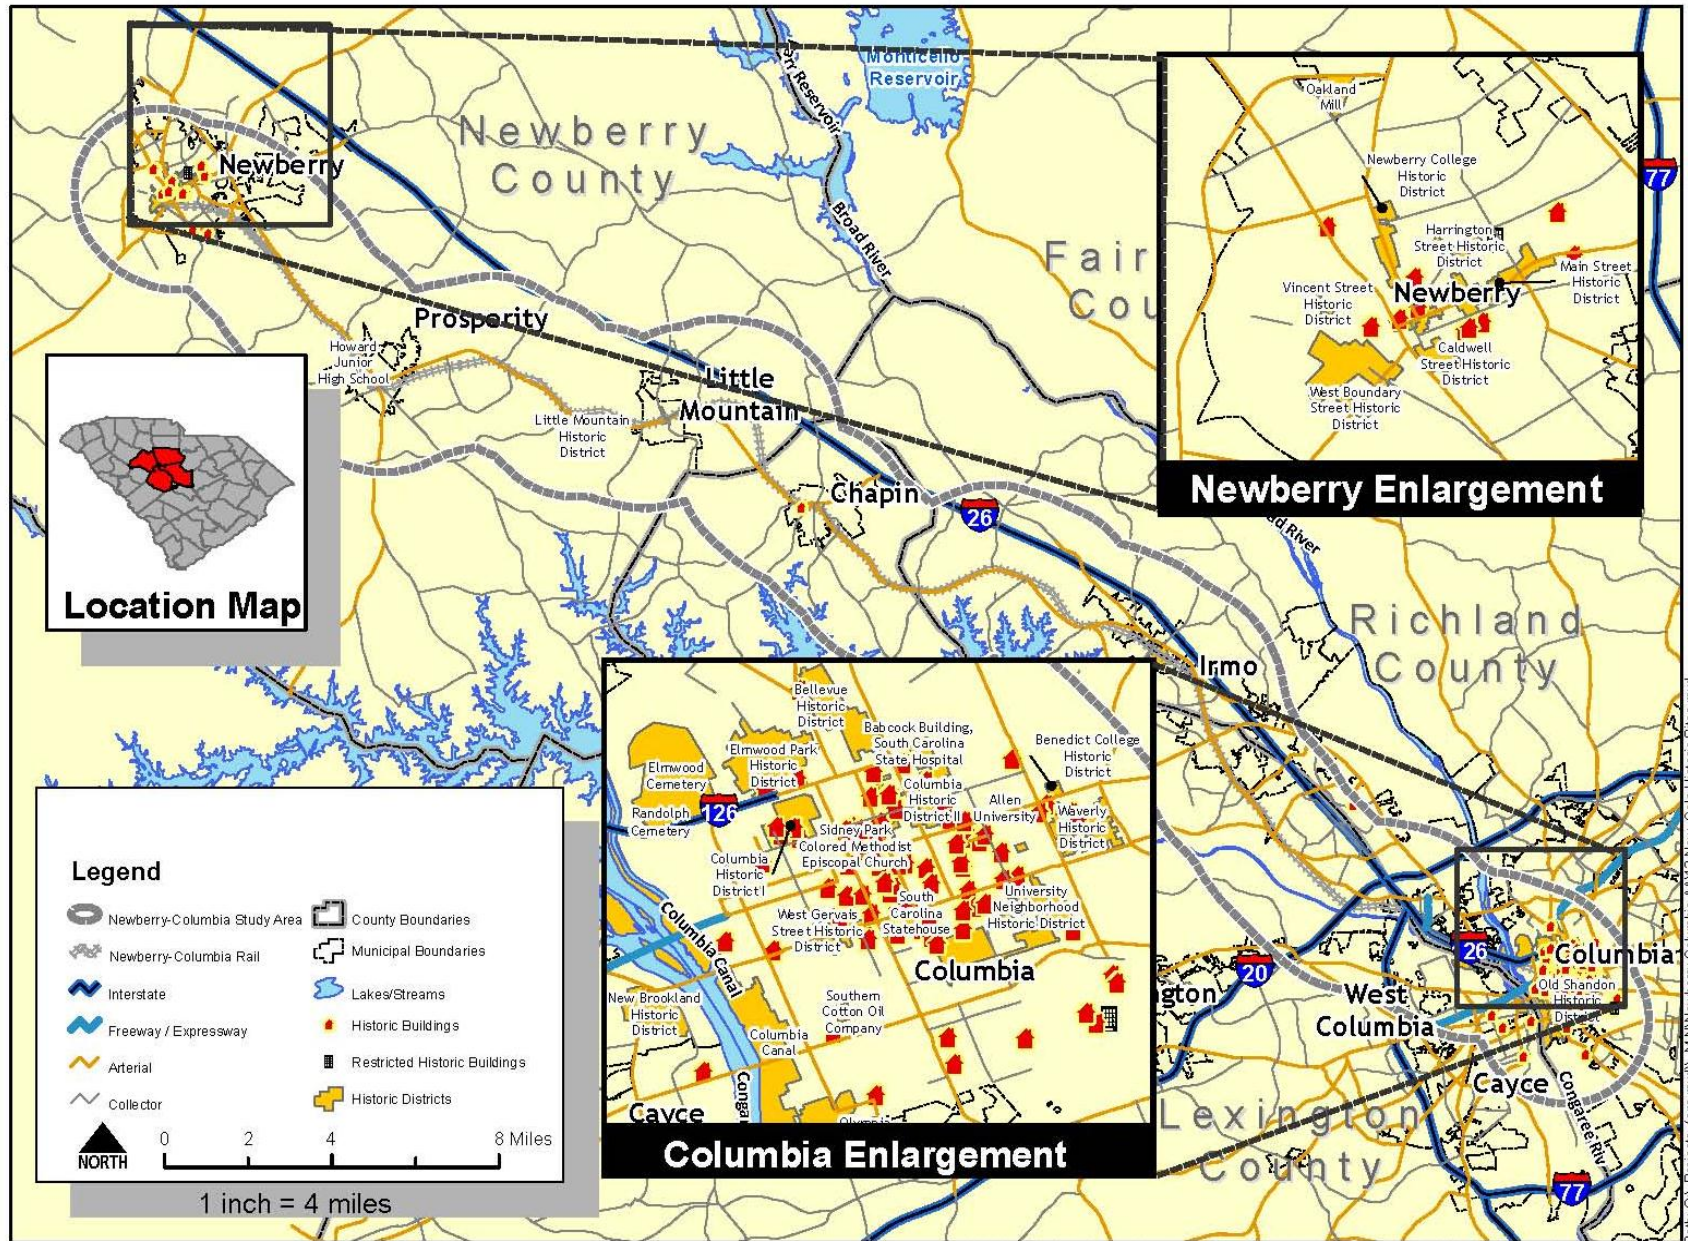 Monticello
Reservoir
Reservoir
Newberry
County
Newberry
Broad River
Fair
Cou
77
Prosperity
Howard
Junior
High School
Little
Mountain
Little Mountain
Historic
District
Chapin
26
Richland
County
Irmo
Location Map
Oakland
Mill
Newberry College
Historic
District
Harrington
Street Historic
District
Main Street
Historic
District
Vincent Street
Historic
District
Newberry
Caldwell
Street Historic
District
West Boundary
Street Historic
District
Newberry Enlargement
ad River
Bellevue
Historic
District
Babcock Building,
South Carolina
State Hospital
Benedict College
Historic
District
Elmwood Park
Historic
District
Elmwood
Cemetery
Randolph
Cemetery
126
Columbia
Historic
District II
Allen
University
Waverly
Historic
District
Sidney Park
Colored Methodist
Episcopal Church
Columbia
Historic
District I
University
Neighborhood
Historic District
South
Carolina
Statehouse
West Gervais
Street Historic
District
Columbia Canal
Columbia
New Brookland
Historic
District
Southern
Cotton Oil
Company
Columbia
Canal
Conga
Cayce
Olympia
Columbia Enlargement
20
ngton
26
Columbia
Old Shandon
Historic
District
West
Columbia
Cayce
Congaree Riv
Lexington
County
77
Legend
Newberry-Columbia Study Area
Newberry-Columbia Rail
Interstate
Freeway / Expressway
Arterial
Collector
County Boundaries
Municipal Boundaries
Lakes/Streams
Historic Buildings
Restricted Historic Buildings
Historic Districts
NORTH
0 2 4 8 Miles
1 inch = 4 miles